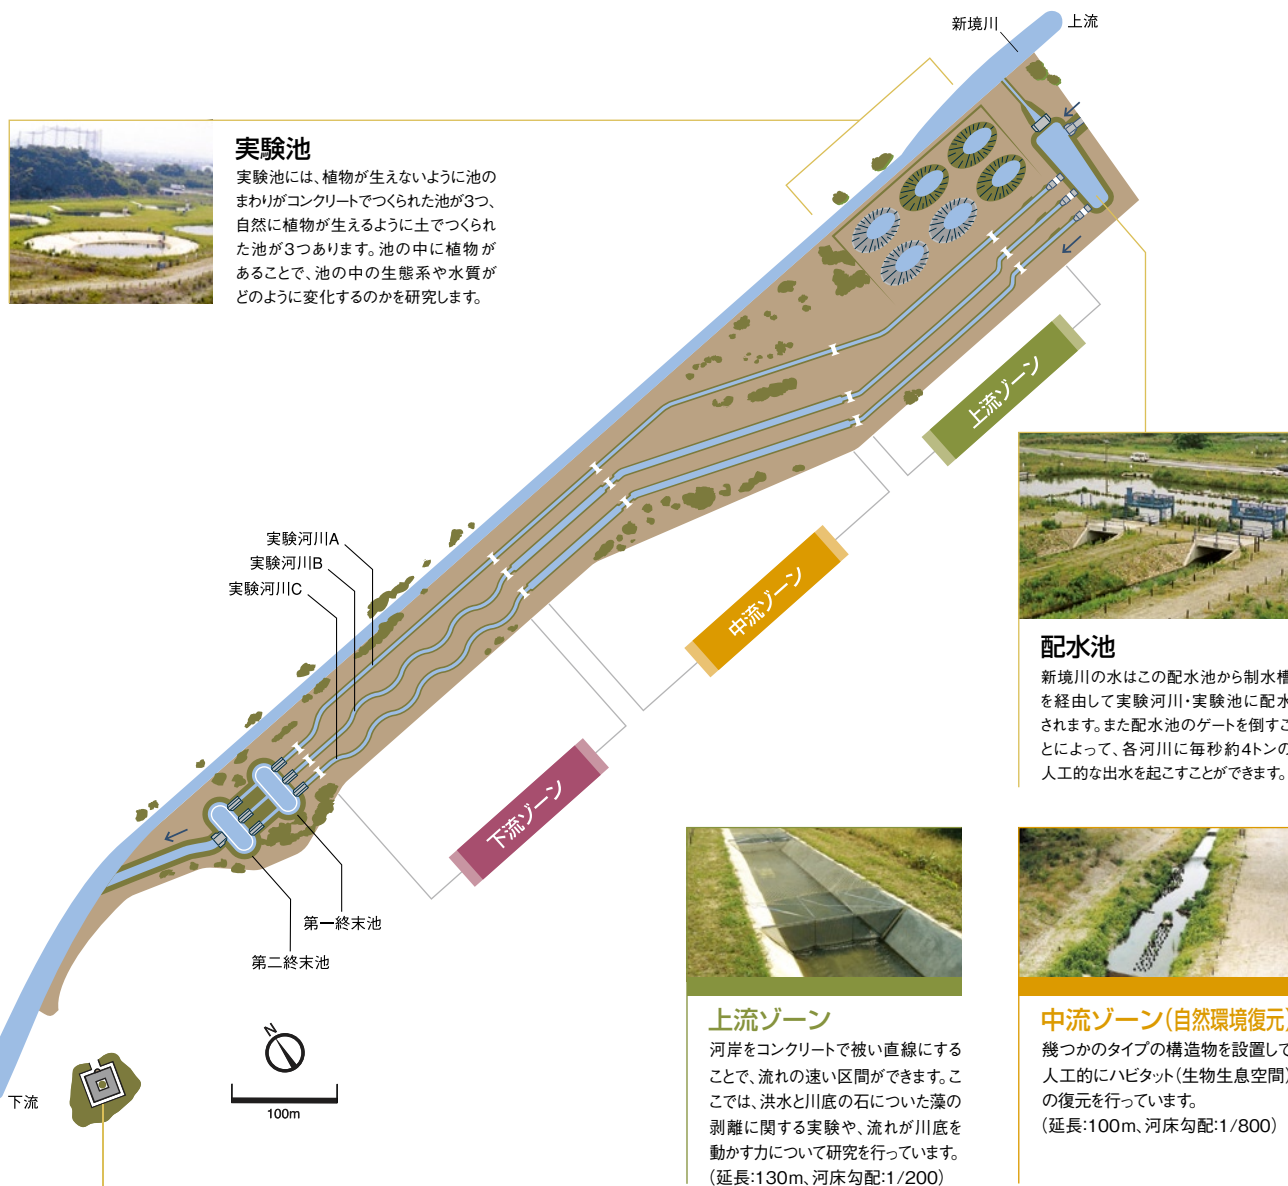 新境川
上流
実験池
実験池には、植物が生えないように池の
まわりがコンクリートでつくられた池が3つ、
自然に植物が生えるように土でつくられ
た池が3つあります。池の中に植物が
あることで、池の中の生態系や水質が
どのように変化するのかを研究します。
上流ゾーン
中流ゾーン
下流ゾーン
実験河川A
実験河川B
実験河川C
第一終末池
第二終末池
配水池
新境川の水はこの配水池から制水槽
を経由して実験河川・実験池に配水
されます。また配水池のゲートを倒すこ
とによって、各河川に毎秒約4トンの
人工的な出水を起こすことができます。
N
100m
下流
上流ゾーン
河岸をコンクリートで被い直線にする
ことで、流れの速い区間ができます。こ
こでは、洪水と川底の石についた藻の
剥離に関する実験や、流れが川底を
動かす力について研究を行っています。
(延長:130m、河床勾配:1/200)
中流ゾーン(自然環境復元)
幾つかのタイプの構造物を設置して
人工的にハビタット(生物生息空間)
の復元を行っています。
(延長:100m、河床勾配:1/800)